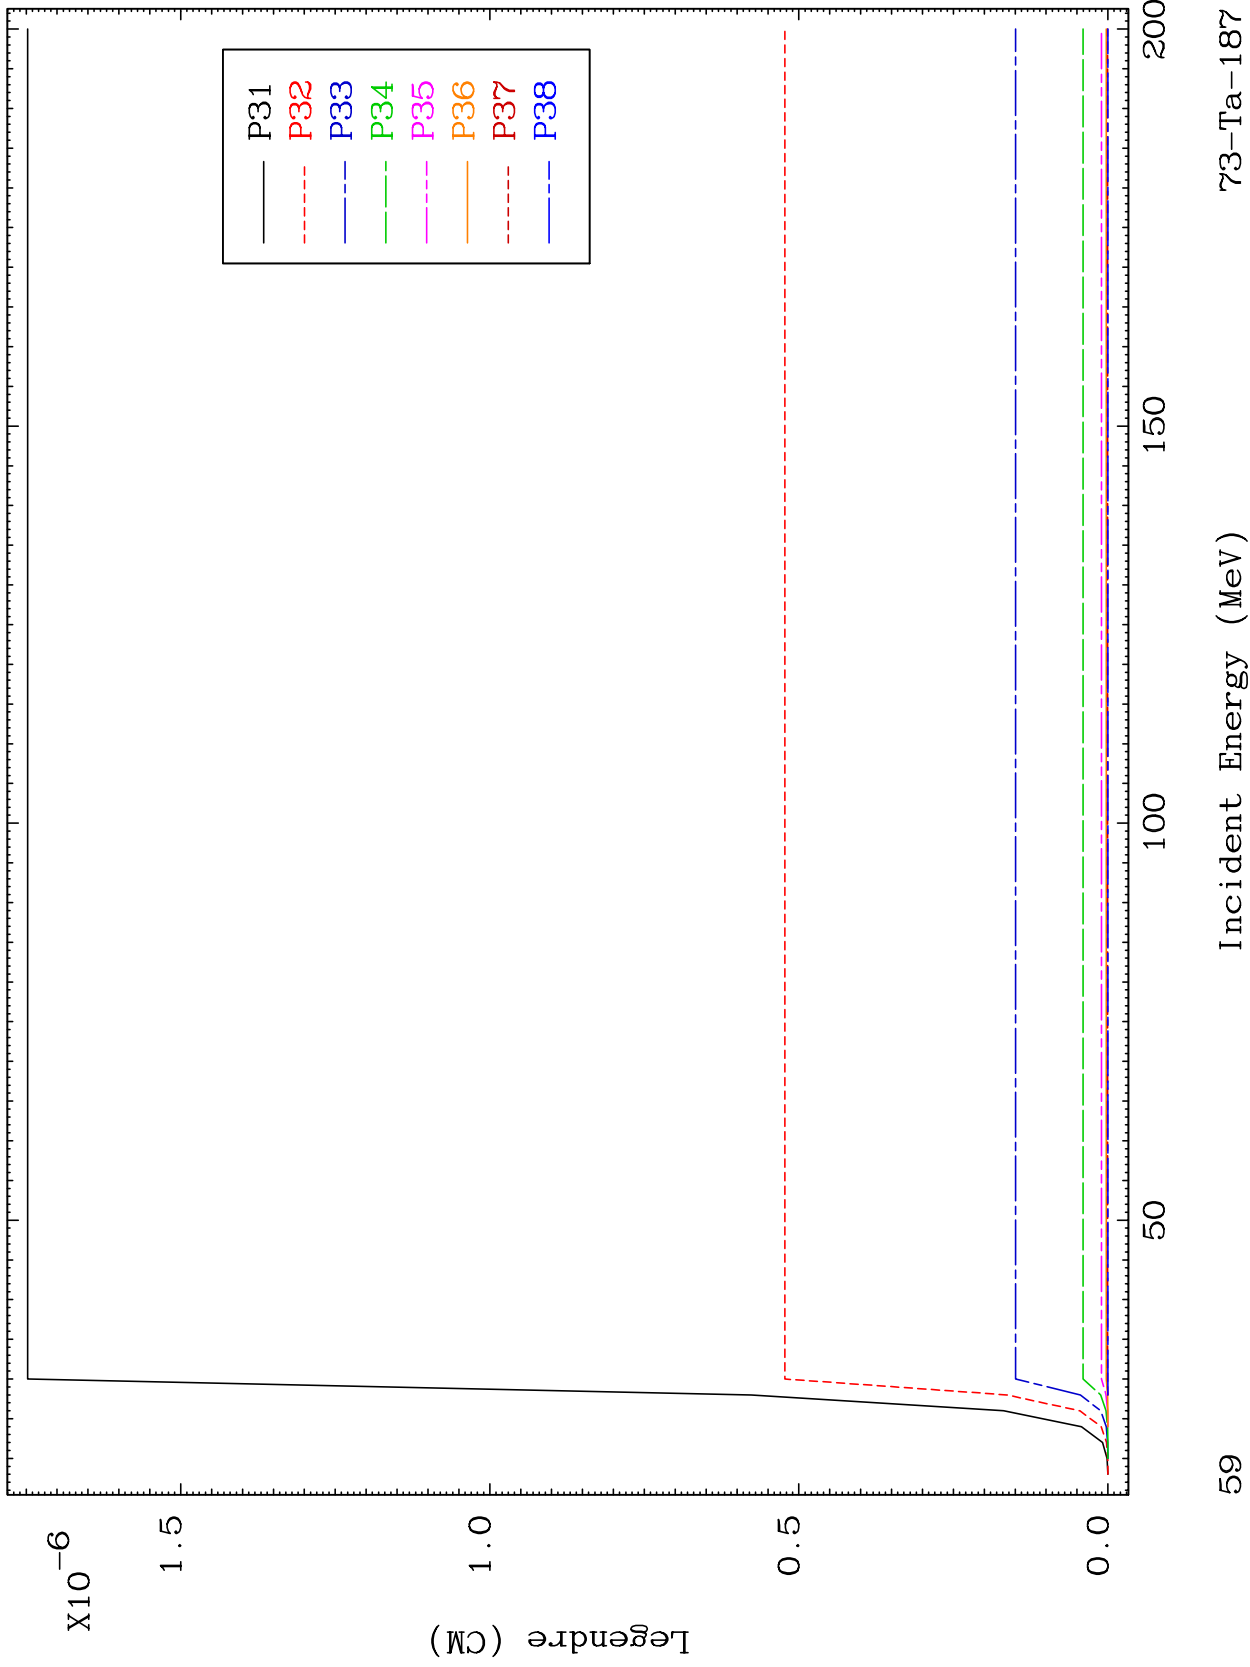 X10-6
1.5
1.0
0.5
0.0
Legendre (CM)
P31
P32
P33
P34
P35
P36
P37
P38
50
100
150
200
Incident Energy (MeV)
59
73-Ta-187